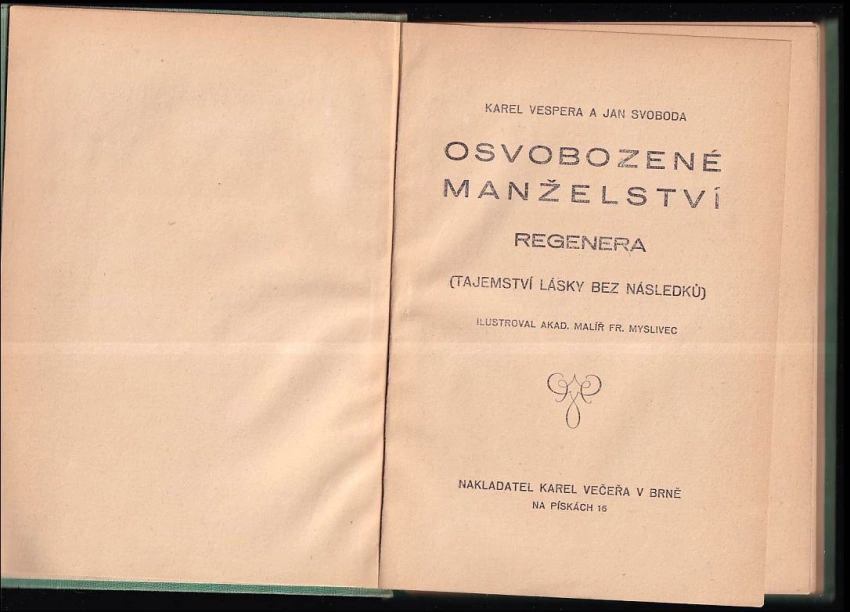 KAREL VESPERA A JAN SVOBODA
OSVOBOZENÉ
MANŽELSTVÍ
REGENERA
(TAJEMSTVÍ LÁSKY BEZ NÁSLEDKŮ)
ILUSTROVAL AKAD. MALÍŘ FR. MYSLIVEC
NAKLADATEL KAREL VEČEŘA V BRNĚ
NA PÍSKÁCH 16